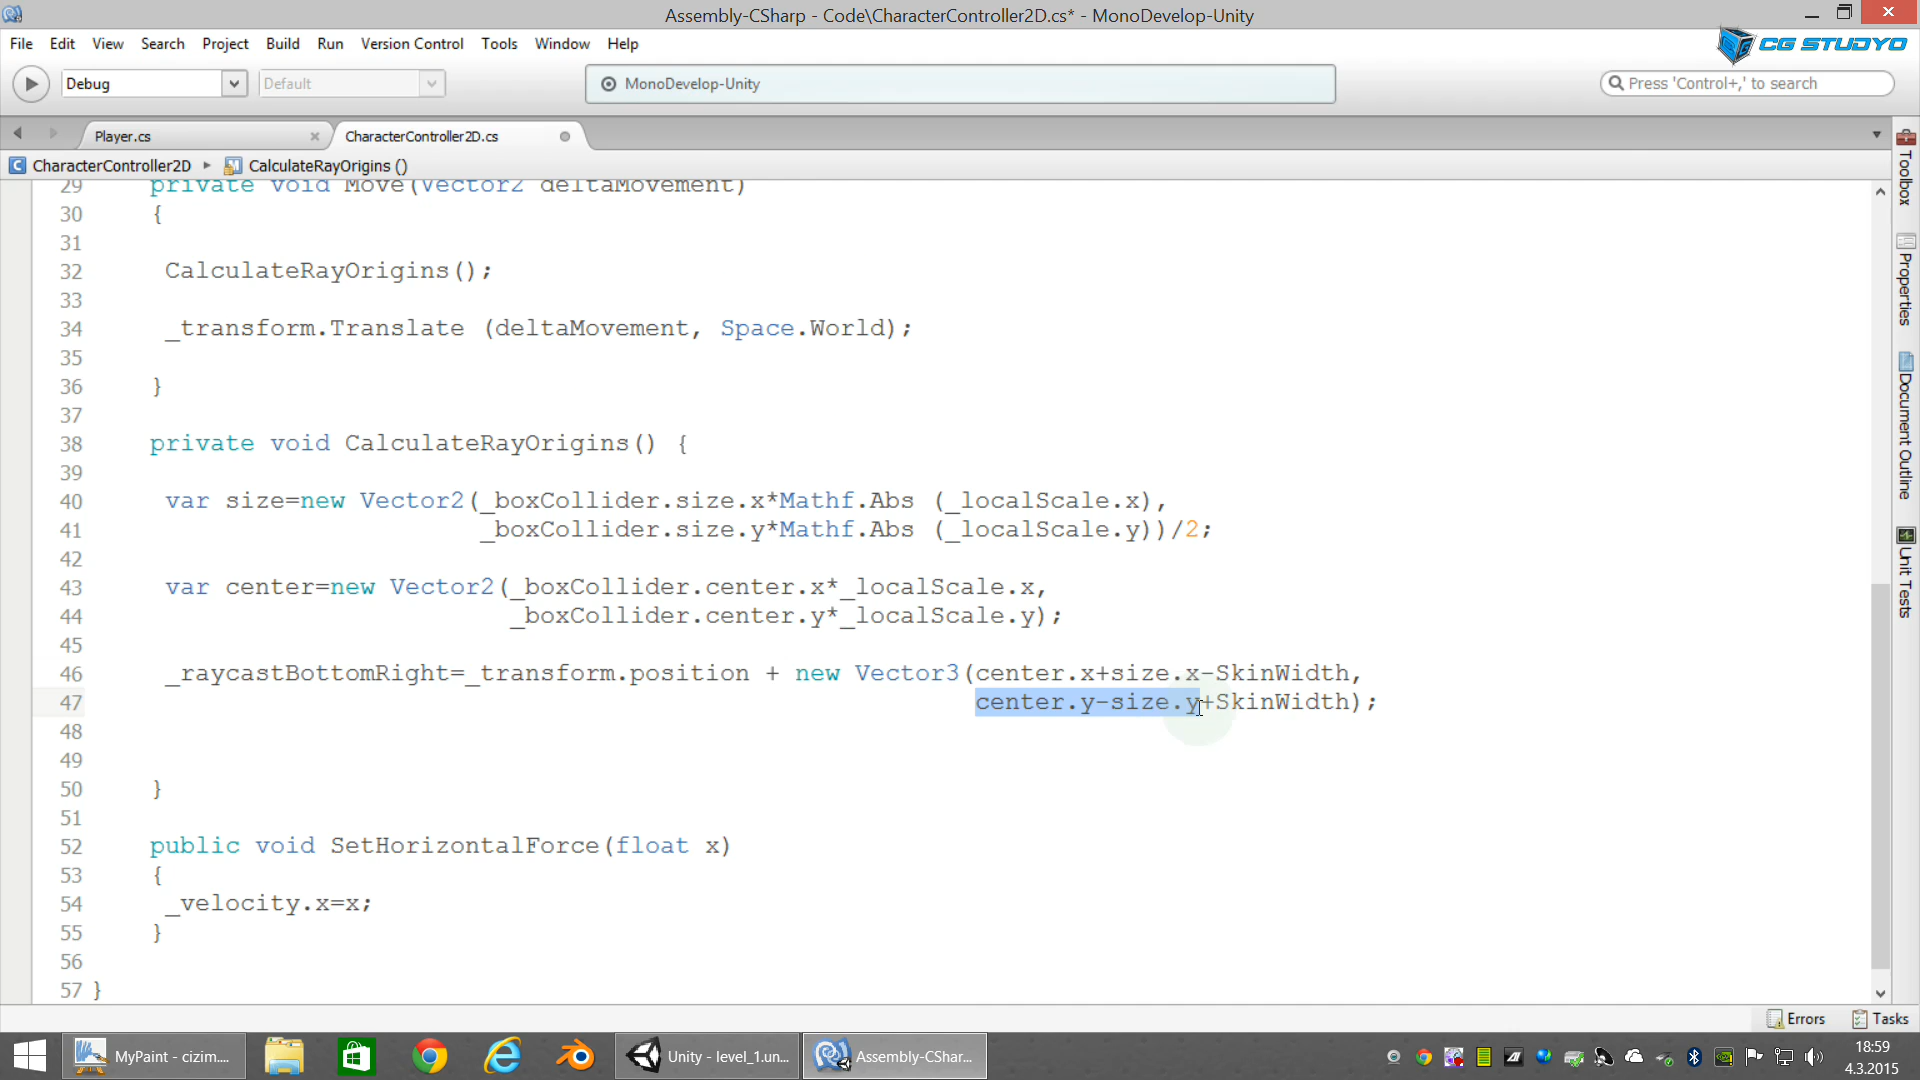 Assembly-CSharp - Code\CharacterController2D.cs* - MonoDevelop-Unity
File Edit View Search Project Build Run Version Control Tools Window Help
CG STUDYO
Debug Default MonoDevelop-Unity Press 'Control+,' to search
Player.cs CharacterController2D.cs
CharacterController2D CalculateRayOrigins ()
29 private void Move(Vector2 deltaMovement)
30 {
31
32 CalculateRayOrigins();
33
34 _transform.Translate (deltaMovement, Space.World);
35
36 }
37
38 private void CalculateRayOrigins() {
39
40 var size=new Vector2(_boxCollider.size.x*Mathf.Abs (_localScale.x),
41 _boxCollider.size.y*Mathf.Abs (_localScale.y))/2;
42
43 var center=new Vector2(_boxCollider.center.x*_localScale.x,
44 _boxCollider.center.y*_localScale.y);
45
46 _raycastBottomRight=_transform.position + new Vector3(center.x+size.x-SkinWidth,
47 center.y-size.y+SkinWidth);
48
49
50 }
51
52 public void SetHorizontalForce(float x)
53 {
54 _velocity.x=x;
55 }
56
57 }
Toolbox
Properties
Document Outline
Unit Tests
Errors Tasks
MyPaint - cizim.... Unity - level_1.un... Assembly-CShar...
18:59
4.3.2015